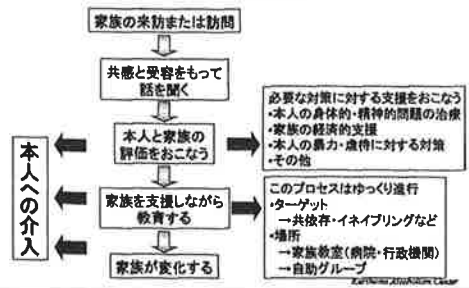 家族の来訪または訪問
共感と受容をもって
話を聞く
本人と家族の
評価をおこなう
家族を支援しながら
教育する
家族が変化する
本人への介入
必要な対策に対する支援をおこなう
・本人の身体的・精神的問題の治療
・家族の経済的支援
・本人の暴力・虐待に対する対策
・その他
このプロセスはゆっくり進行
・ターゲット
→共依存・イネイブリングなど
・場所
→家族教室(病院・行政機関)
→自助グループ
Kurihama Alcoholism Center